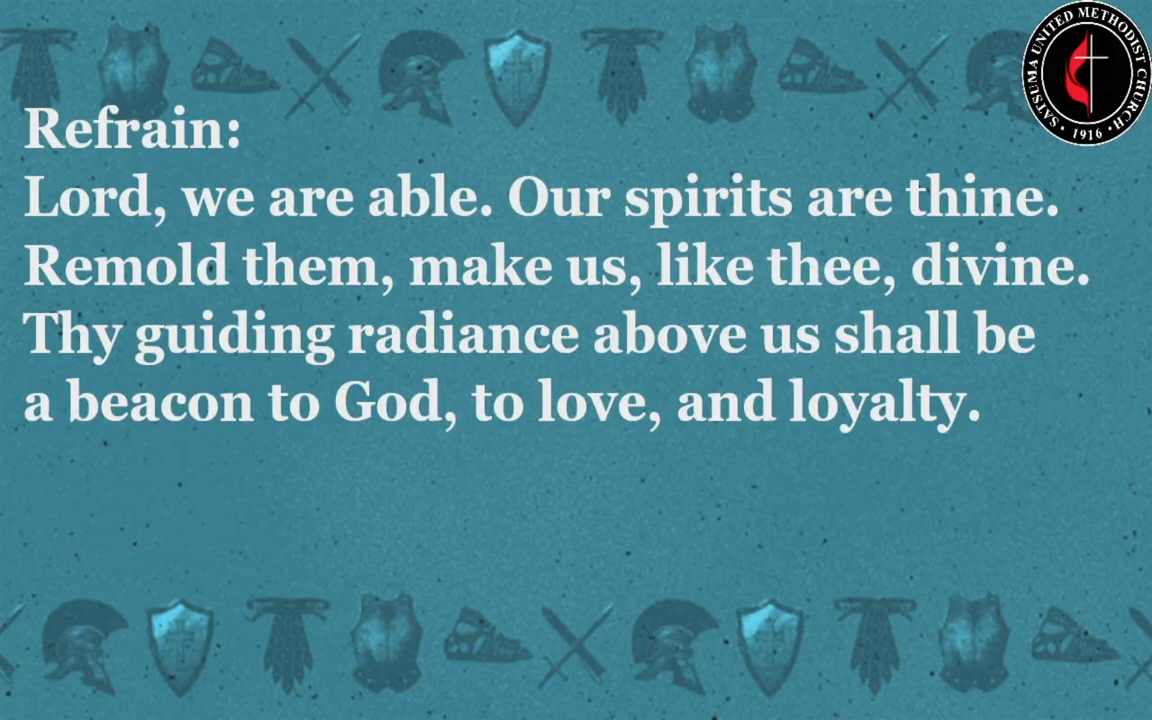 SATSUMA UNITED METHODIST CHURCH
• 1916 •
Refrain:
Lord, we are able. Our spirits are thine.
Remold them, make us, like thee, divine.
Thy guiding radiance above us shall be
a beacon to God, to love, and loyalty.